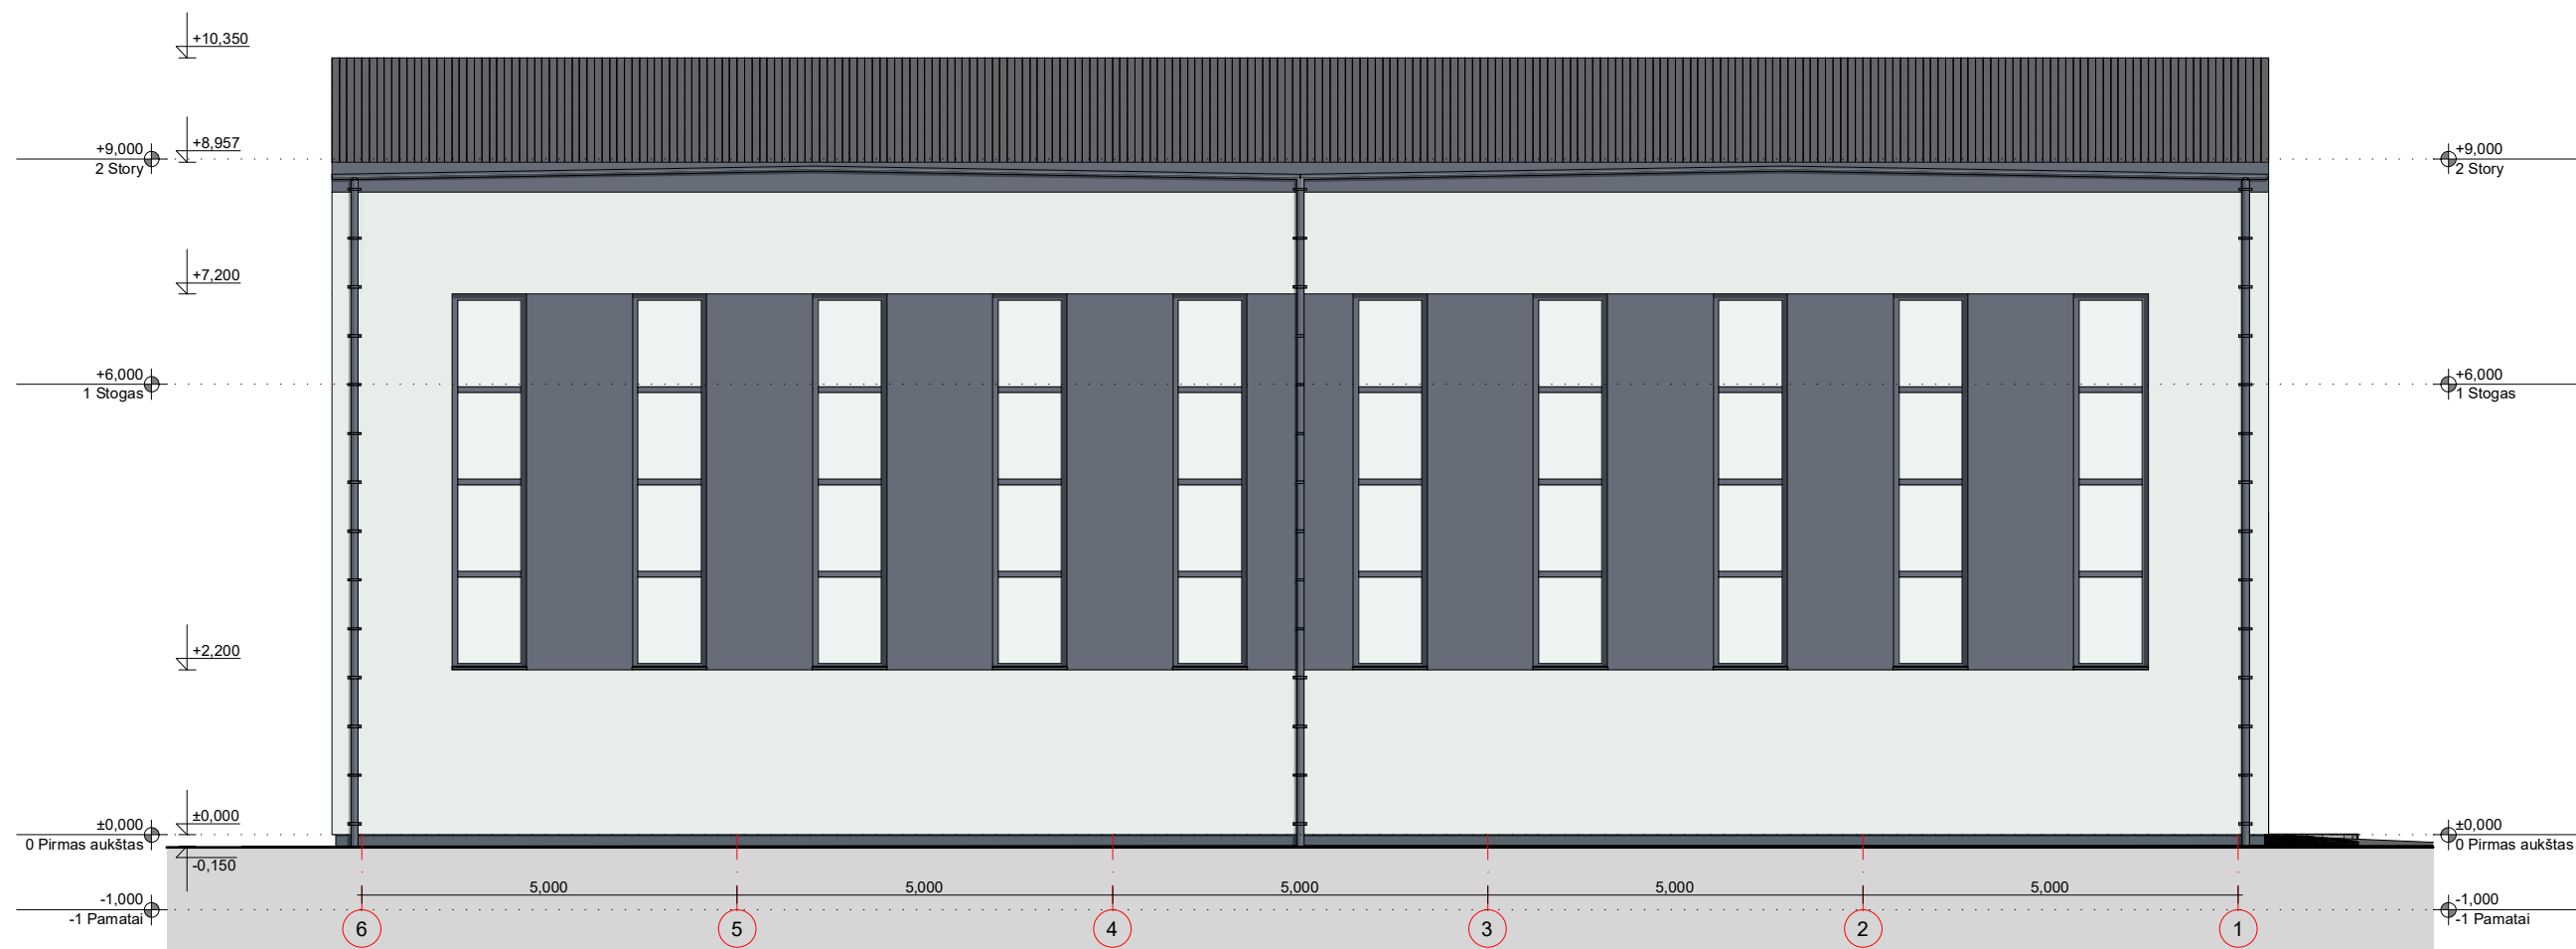 +10,350
+8,957
+9,000
2 Story
+9,000
2 Story
+7,200
+6,000
1 Stogas
+6,000
1 Stogas
+2,200
±0,000
±0,000
0 Pirmas aukštas
±0,000
0 Pirmas aukštas
-0,150
5,000 5,000 5,000 5,000 5,000
-1,000
-1 Pamatai
-1,000
-1 Pamatai
6 5 4 3 2 1